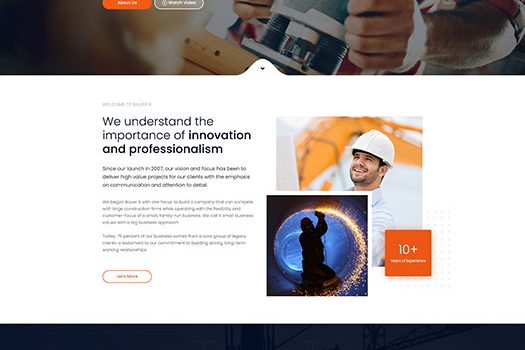 About Us
Watch Video
WELCOME TO BAUER X
We understand the
importance of innovation
and professionalism
Since our launch in 2007, our vision and focus has been to
deliver high value projects for our clients with the emphasis
on communication and attention to detail.
We began Bauer X with one focus; to build a company that can compete
with large construction firms while operating with the flexibility and
customer-focus of a small, family-run business. We call it small business
values with a big business approach.
Today, 75 percent of our business comes from a core group of legacy
clients; a testament to our commitment to building strong, long-term
working relationships.
10+
Years of Experience
Lern More